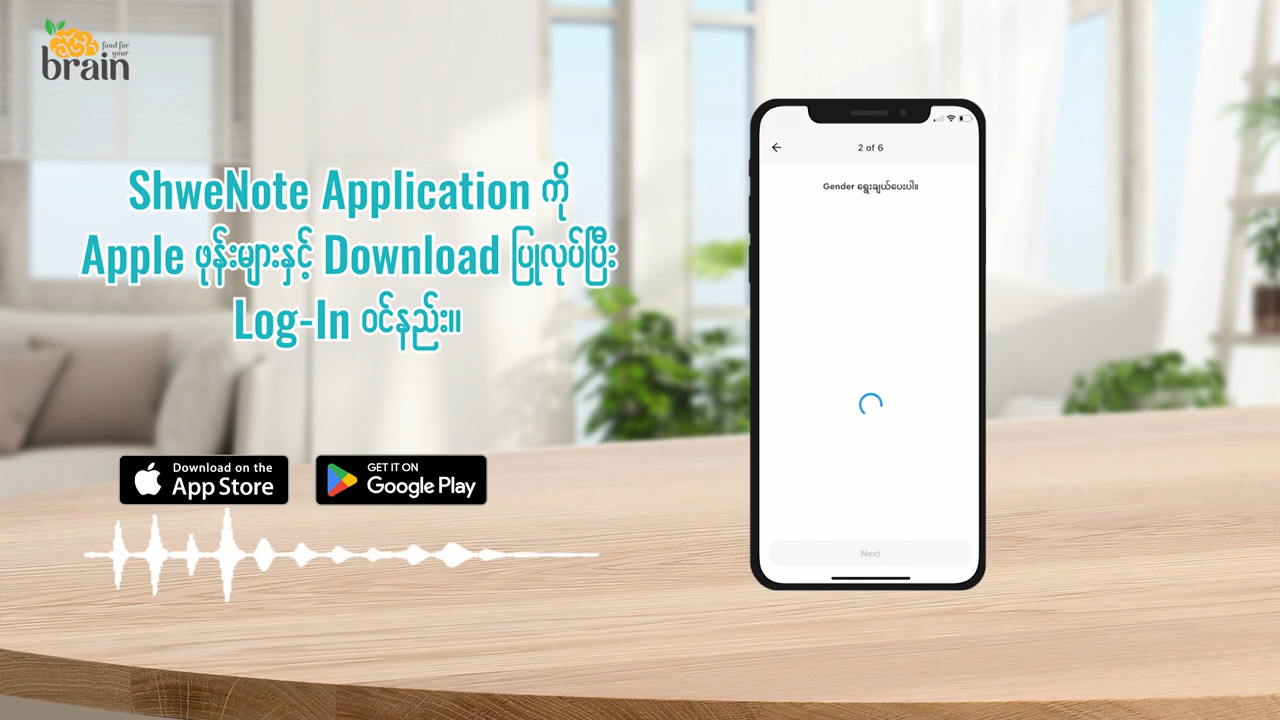 food for
your
brain
ShweNote Application ကို
Apple ဖုန်းများနှင့် Download ပြုလုပ်ပြီး
Log-In ဝင်နည်း။
Download on the
App Store
GET IT ON
Google Play
2 of 6
Gender ရွေးချယ်ပေးပါ။
Next